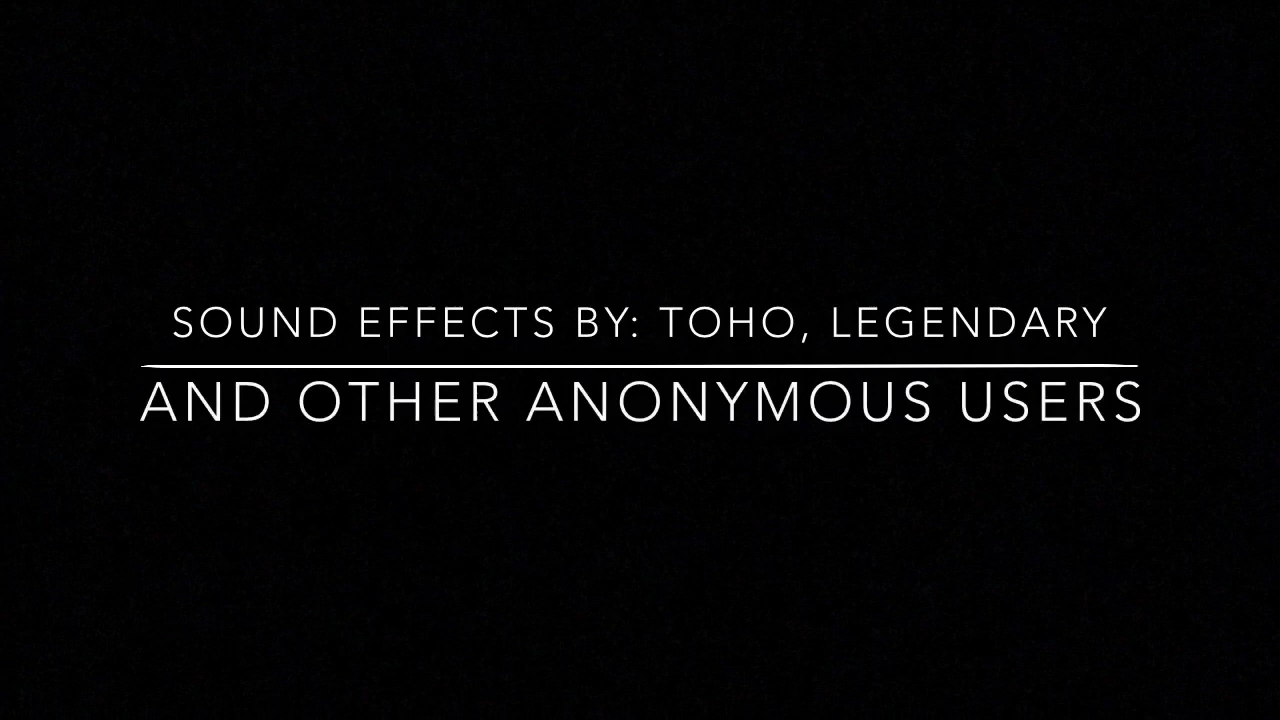 SOUND EFFECTS BY: TOHO, LEGENDARY
AND OTHER ANONYMOUS USERS